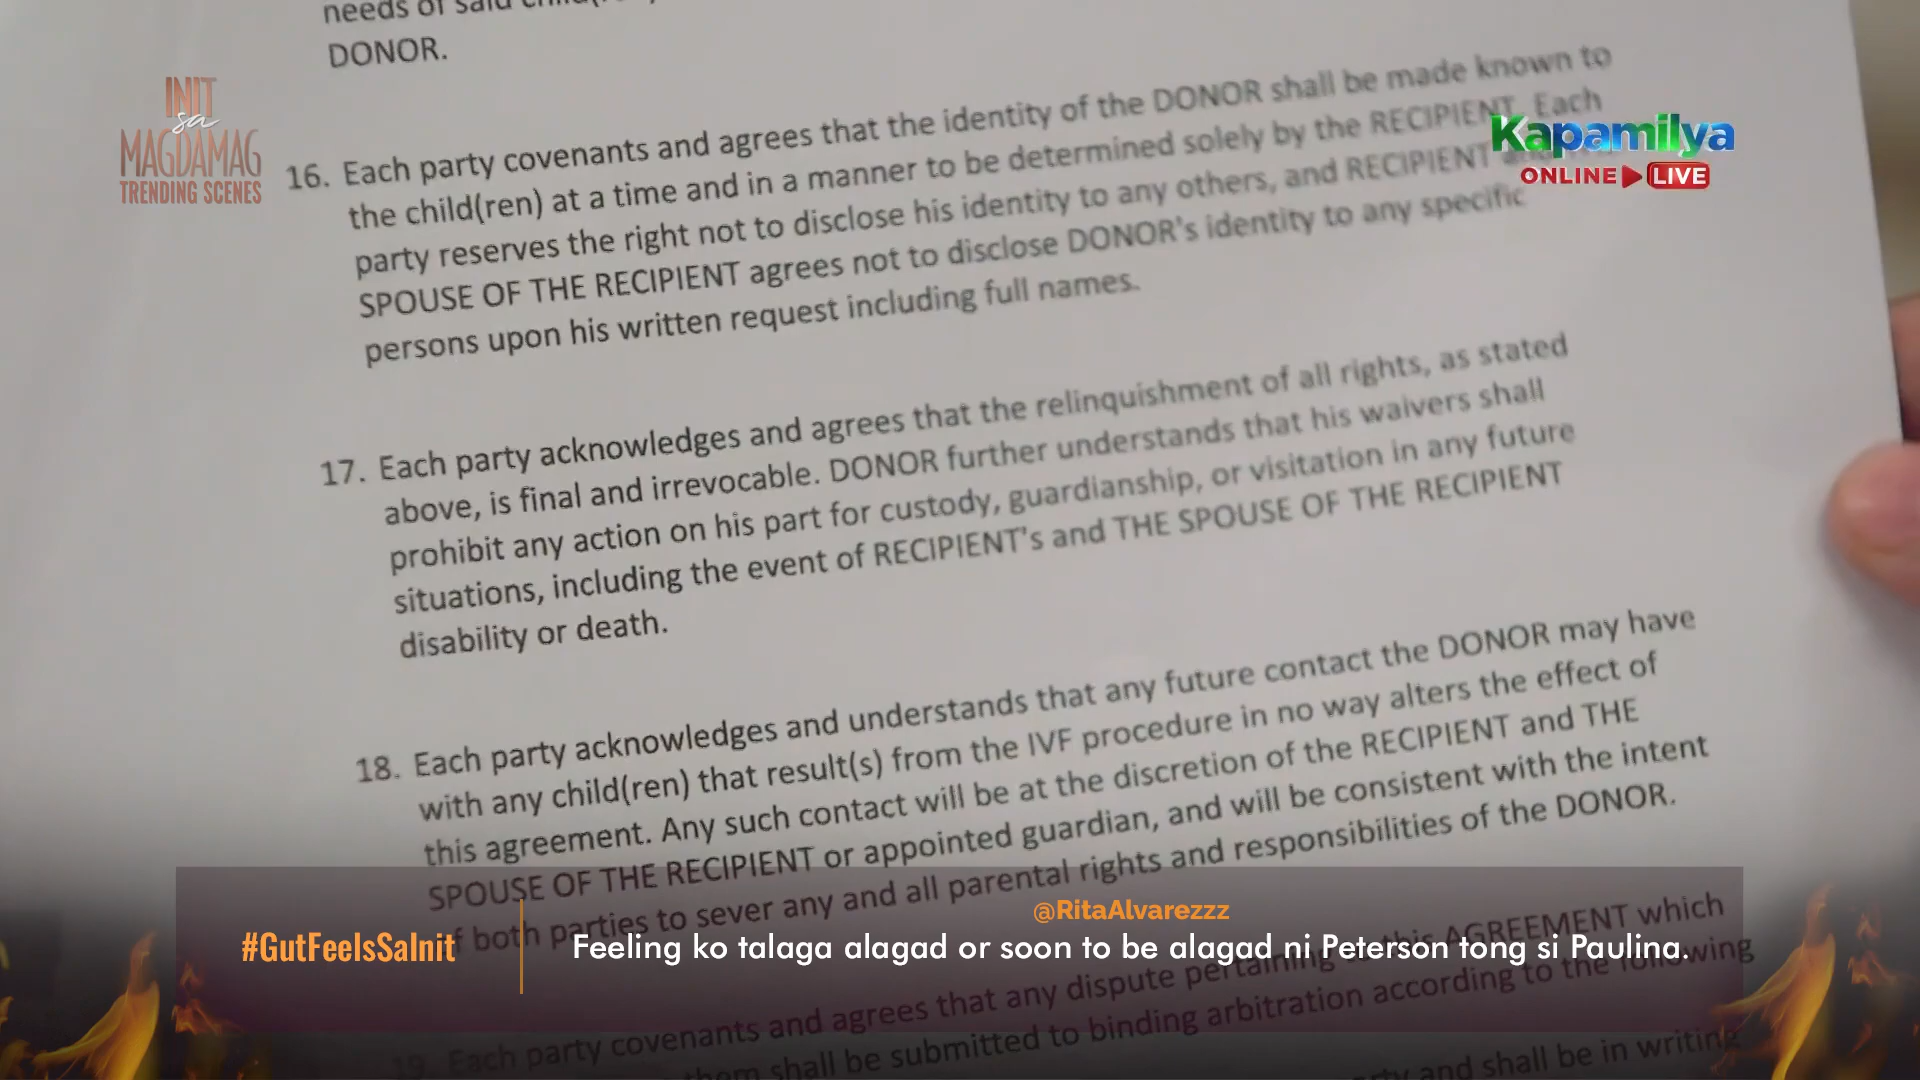 needs of said child(ren)
DONOR.
INIT
sa
MAGDAMAG
TRENDING SCENES
Kapamilya
ONLINE LIVE
16. Each party covenants and agrees that the identity of the DONOR shall be made known to
the child(ren) at a time and in a manner to be determined solely by the RECIPIENT. Each
party reserves the right not to disclose his identity to any others, and RECIPIENT and
SPOUSE OF THE RECIPIENT agrees not to disclose DONOR's identity to any specific
persons upon his written request including full names.
17. Each party acknowledges and agrees that the relinquishment of all rights, as stated
above, is final and irrevocable. DONOR further understands that his waivers shall
prohibit any action on his part for custody, guardianship, or visitation in any future
situations, including the event of RECIPIENT's and THE SPOUSE OF THE RECIPIENT
disability or death.
18. Each party acknowledges and understands that any future contact the DONOR may have
with any child(ren) that result(s) from the IVF procedure in no way alters the effect of
this agreement. Any such contact will be at the discretion of the RECIPIENT and THE
SPOUSE OF THE RECIPIENT or appointed guardian, and will be consistent with the intent
of both parties to sever any and all parental rights and responsibilities of the DONOR.
19. Each party covenants and agrees that any dispute pertaining to this AGREEMENT which
them shall be submitted to binding arbitration according to the following
and shall be in writing
#GutFeelsSaInit
@RitaAlvarezzz
Feeling ko talaga alagad or soon to be alagad ni Peterson tong si Paulina.